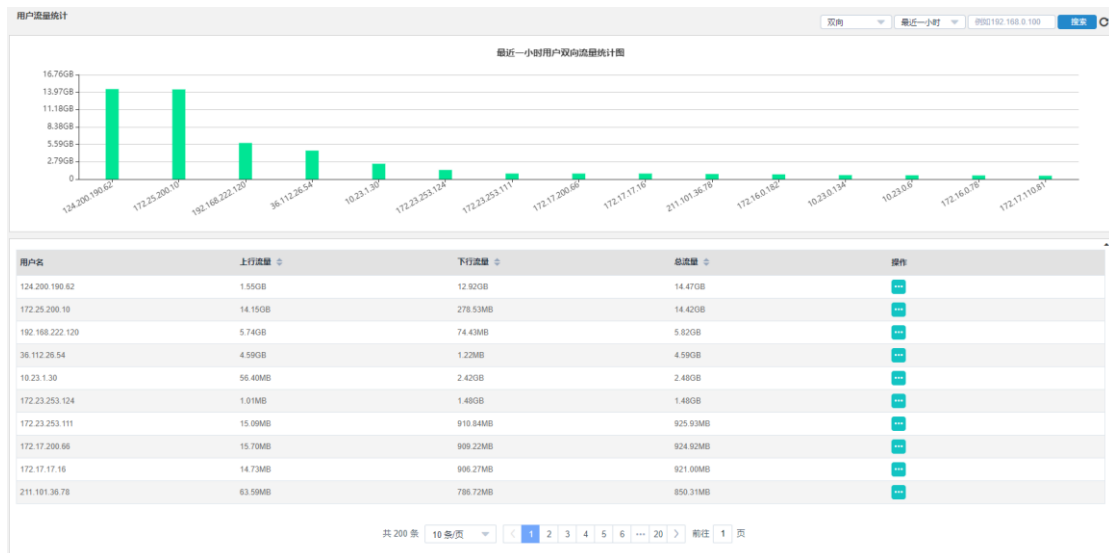 用户流量统计
双向 最近一小时 例如192.168.0.100 搜索
最近一小时用户双向流量统计图
16.76GB
13.97GB
11.18GB
8.38GB
5.59GB
2.79GB
0
124.200.190.62 172.25.200.10 192.168.222.120 36.112.26.54 10.23.1.30 172.23.253.124 172.23.253.111 172.17.200.66 172.17.17.16 211.101.36.78 172.16.0.182 10.23.0.134 10.23.0.6 172.16.0.78 172.17.110.81
用户名 上行流量 下行流量 总流量 操作
124.200.190.62 1.55GB 12.92GB 14.47GB
172.25.200.10 14.15GB 278.53MB 14.42GB
192.168.222.120 5.74GB 74.43MB 5.82GB
36.112.26.54 4.59GB 1.22MB 4.59GB
10.23.1.30 56.40MB 2.42GB 2.48GB
172.23.253.124 1.01MB 1.48GB 1.48GB
172.23.253.111 15.09MB 910.84MB 925.93MB
172.17.200.66 15.70MB 909.22MB 924.92MB
172.17.17.16 14.73MB 906.27MB 921.00MB
211.101.36.78 63.59MB 786.72MB 850.31MB
共 200 条 10 条/页 1 2 3 4 5 6 ··· 20 前往 1 页